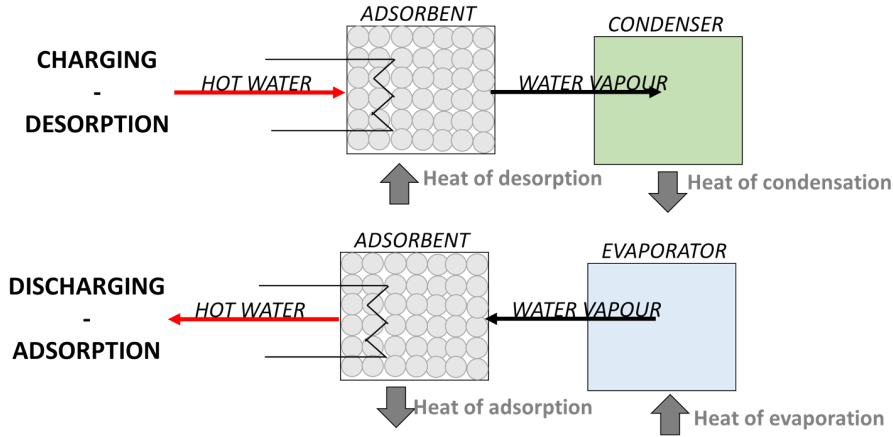 ADSORBENT
CONDENSER
CHARGING
-
DESORPTION
HOT WATER
WATER VAPOUR
Heat of desorption
Heat of condensation
ADSORBENT
EVAPORATOR
DISCHARGING
-
ADSORPTION
HOT WATER
WATER VAPOUR
Heat of adsorption
Heat of evaporation